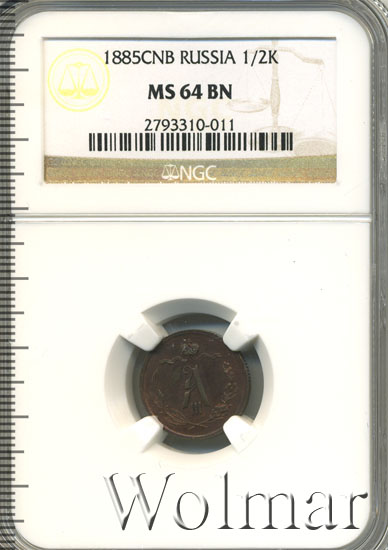 1885CNB RUSSIA 1/2K
MS 64 BN
2793310-011
NGC
Wolmar